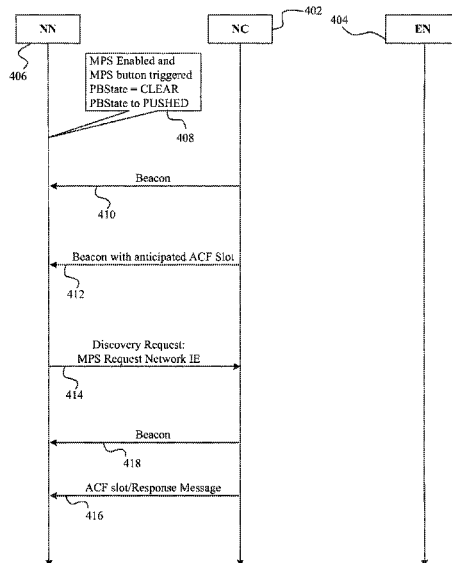 NN
NC
402
404
EN
406
MPS Enabled and
MPS button triggered
PBState = CLEAR
PBState to PUSHED
408
Beacon
410
Beacon with anticipated ACF Slot
412
Discovery Request:
MPS Request Network IE
414
Beacon
418
ACF slot/Response Message
416